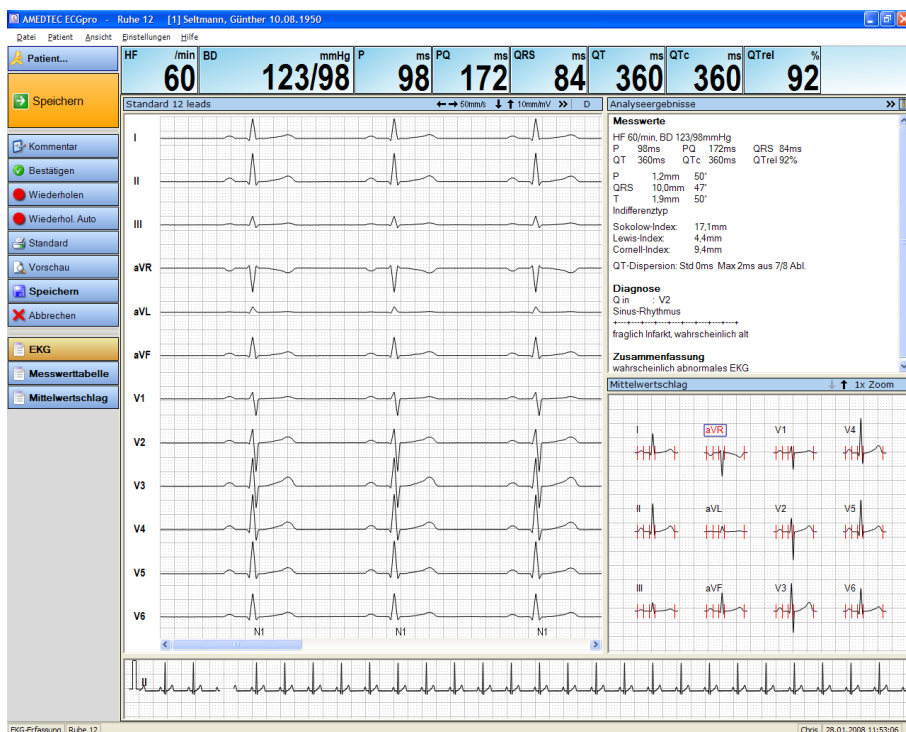 AMEDTEC ECGpro - Ruhe 12 [1] Seltmann, Günther 10.08.1950
Datei Patient Ansicht Einstellungen Hilfe
Patient...
Speichern
Kommentar
Bestätigen
Wiederholen
Wiederhol. Auto
Standard
Vorschau
Speichern
Abbrechen
EKG
Messwerttabelle
Mittelwertschlag
HF /min 60
BD mmHg 123/98
P ms 98
PQ ms 172
QRS ms 84
QT ms 360
QTc ms 360
QTrel % 92
Standard 12 leads 50mm/s 10mm/mV D
I
II
III
aVR
aVL
aVF
V1
V2
V3
V4
V5
V6
N1 N1 N1
Analyseergebnisse
Messwerte
HF 60/min, BD 123/98mmHg
P 98ms PQ 172ms QRS 84ms
QT 360ms QTc 360ms QTrel 92%
P 1,2mm 50°
QRS 10,0mm 47°
T 1,9mm 50°
Indifferenztyp
Sokolow-Index: 17,1mm
Lewis-Index: 4,4mm
Cornell-Index: 9,4mm
QT-Dispersion: Std 0ms Max 2ms aus 7/8 Abl.
Diagnose
Q in : V2
Sinus-Rhythmus
+---+---+---+---+---+---+---+---+
fraglich Infarkt, wahrscheinlich alt
Zusammenfassung
wahrscheinlich abnormales EKG
Mittelwertschlag 1x Zoom
I aVR V1 V4
II aVL V2 V5
III aVF V3 V6
II
EKG-Erfassung Ruhe 12 Chris 28.01.2008 11:53:06